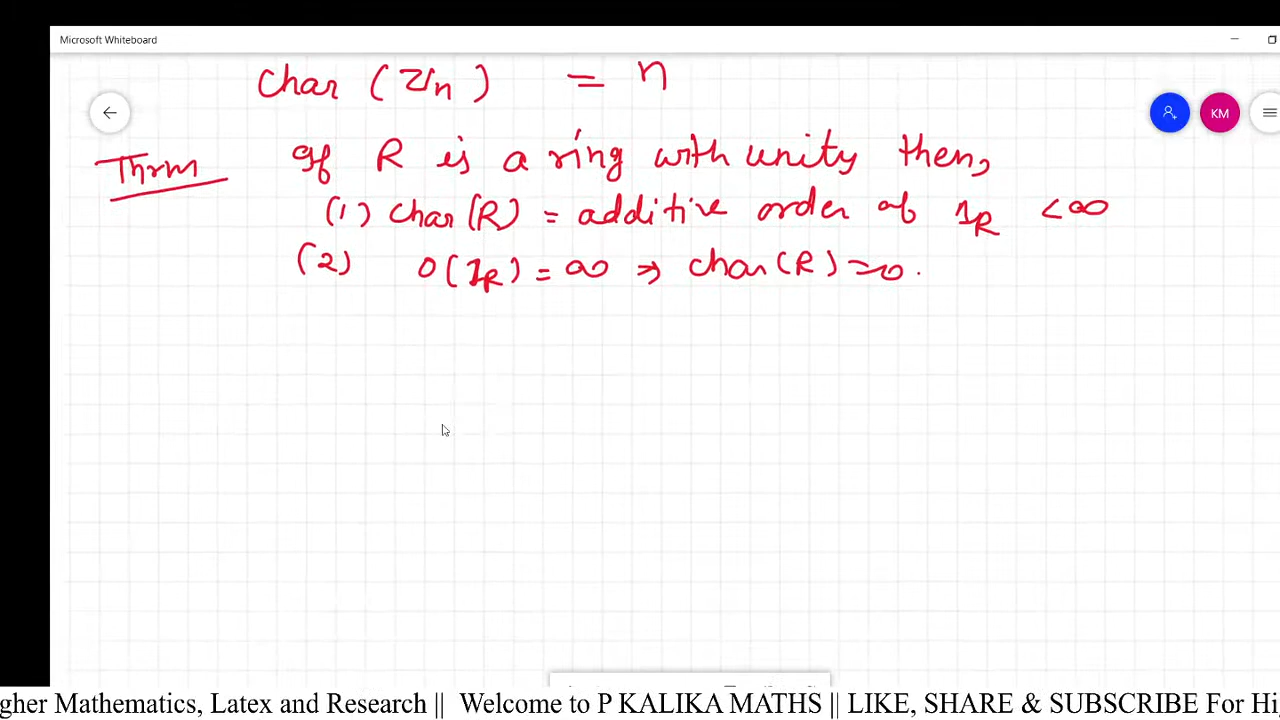 Microsoft Whiteboard
char (ℤn) = n
KM
Thrm If R is a ring with unity then,
(1) char(R) = additive order of 1R < ∞
(2) O(1R) = ∞ ⇒ char(R) = 0.
gher Mathematics, Latex and Research || Welcome to P KALIKA MATHS || LIKE, SHARE & SUBSCRIBE For Hi